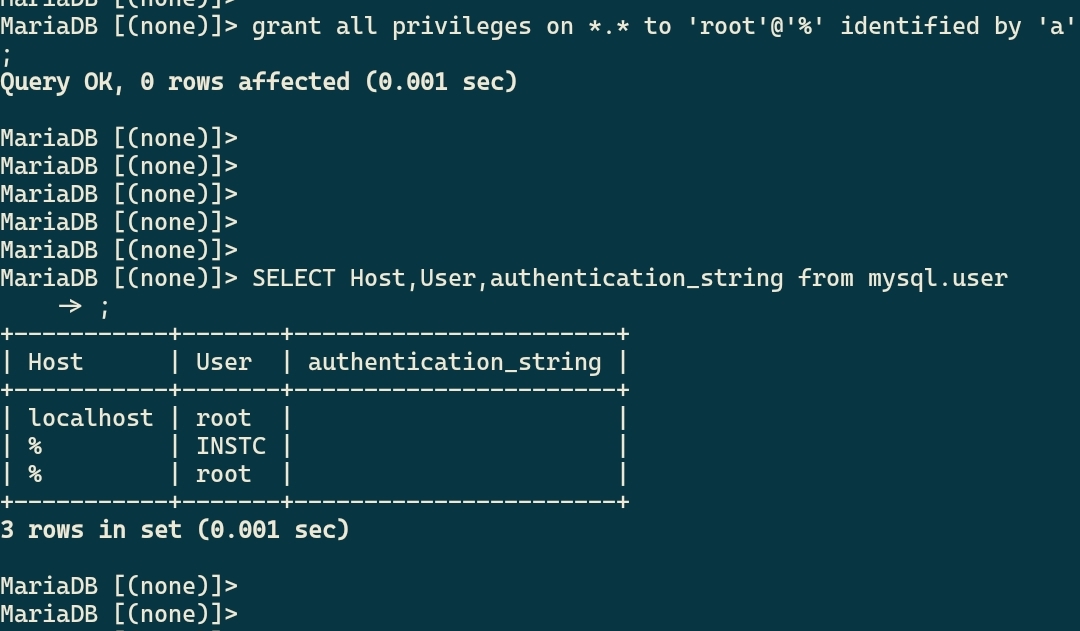 MariaDB [(none)]>
MariaDB [(none)]> grant all privileges on *.* to 'root'@'%' identified by 'a'
;
Query OK, 0 rows affected (0.001 sec)
MariaDB [(none)]>
MariaDB [(none)]>
MariaDB [(none)]>
MariaDB [(none)]>
MariaDB [(none)]>
MariaDB [(none)]> SELECT Host,User,authentication_string from mysql.user
    -> ;
+-----------+-------+-----------------------+
| Host      | User  | authentication_string |
+-----------+-------+-----------------------+
| localhost | root  |                       |
| %         | INSTC |                       |
| %         | root  |                       |
+-----------+-------+-----------------------+
3 rows in set (0.001 sec)
MariaDB [(none)]>
MariaDB [(none)]>